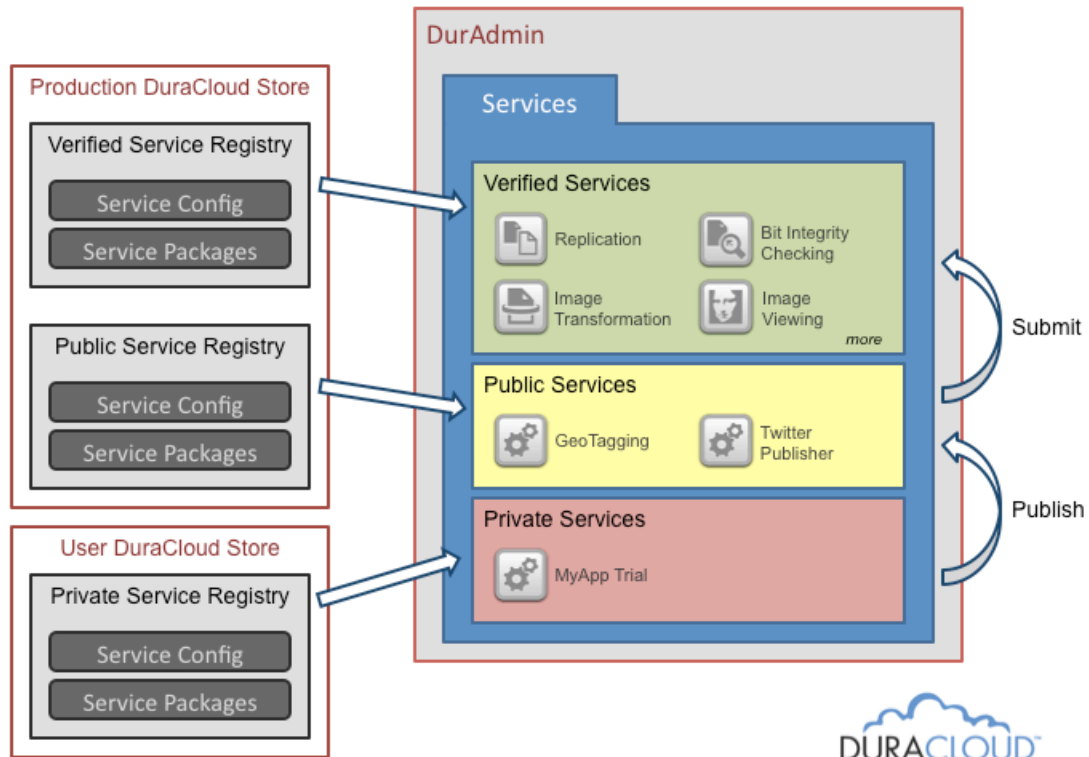 Production DuraCloud Store
Verified Service Registry
Service Config
Service Packages
Public Service Registry
Service Config
Service Packages
User DuraCloud Store
Private Service Registry
Service Config
Service Packages
DurAdmin
Services
Verified Services
Replication
Bit Integrity
Checking
Image
Transformation
Image
Viewing
more
Public Services
GeoTagging
Twitter
Publisher
Private Services
MyApp Trial
Submit
Publish
DURACLOUD™